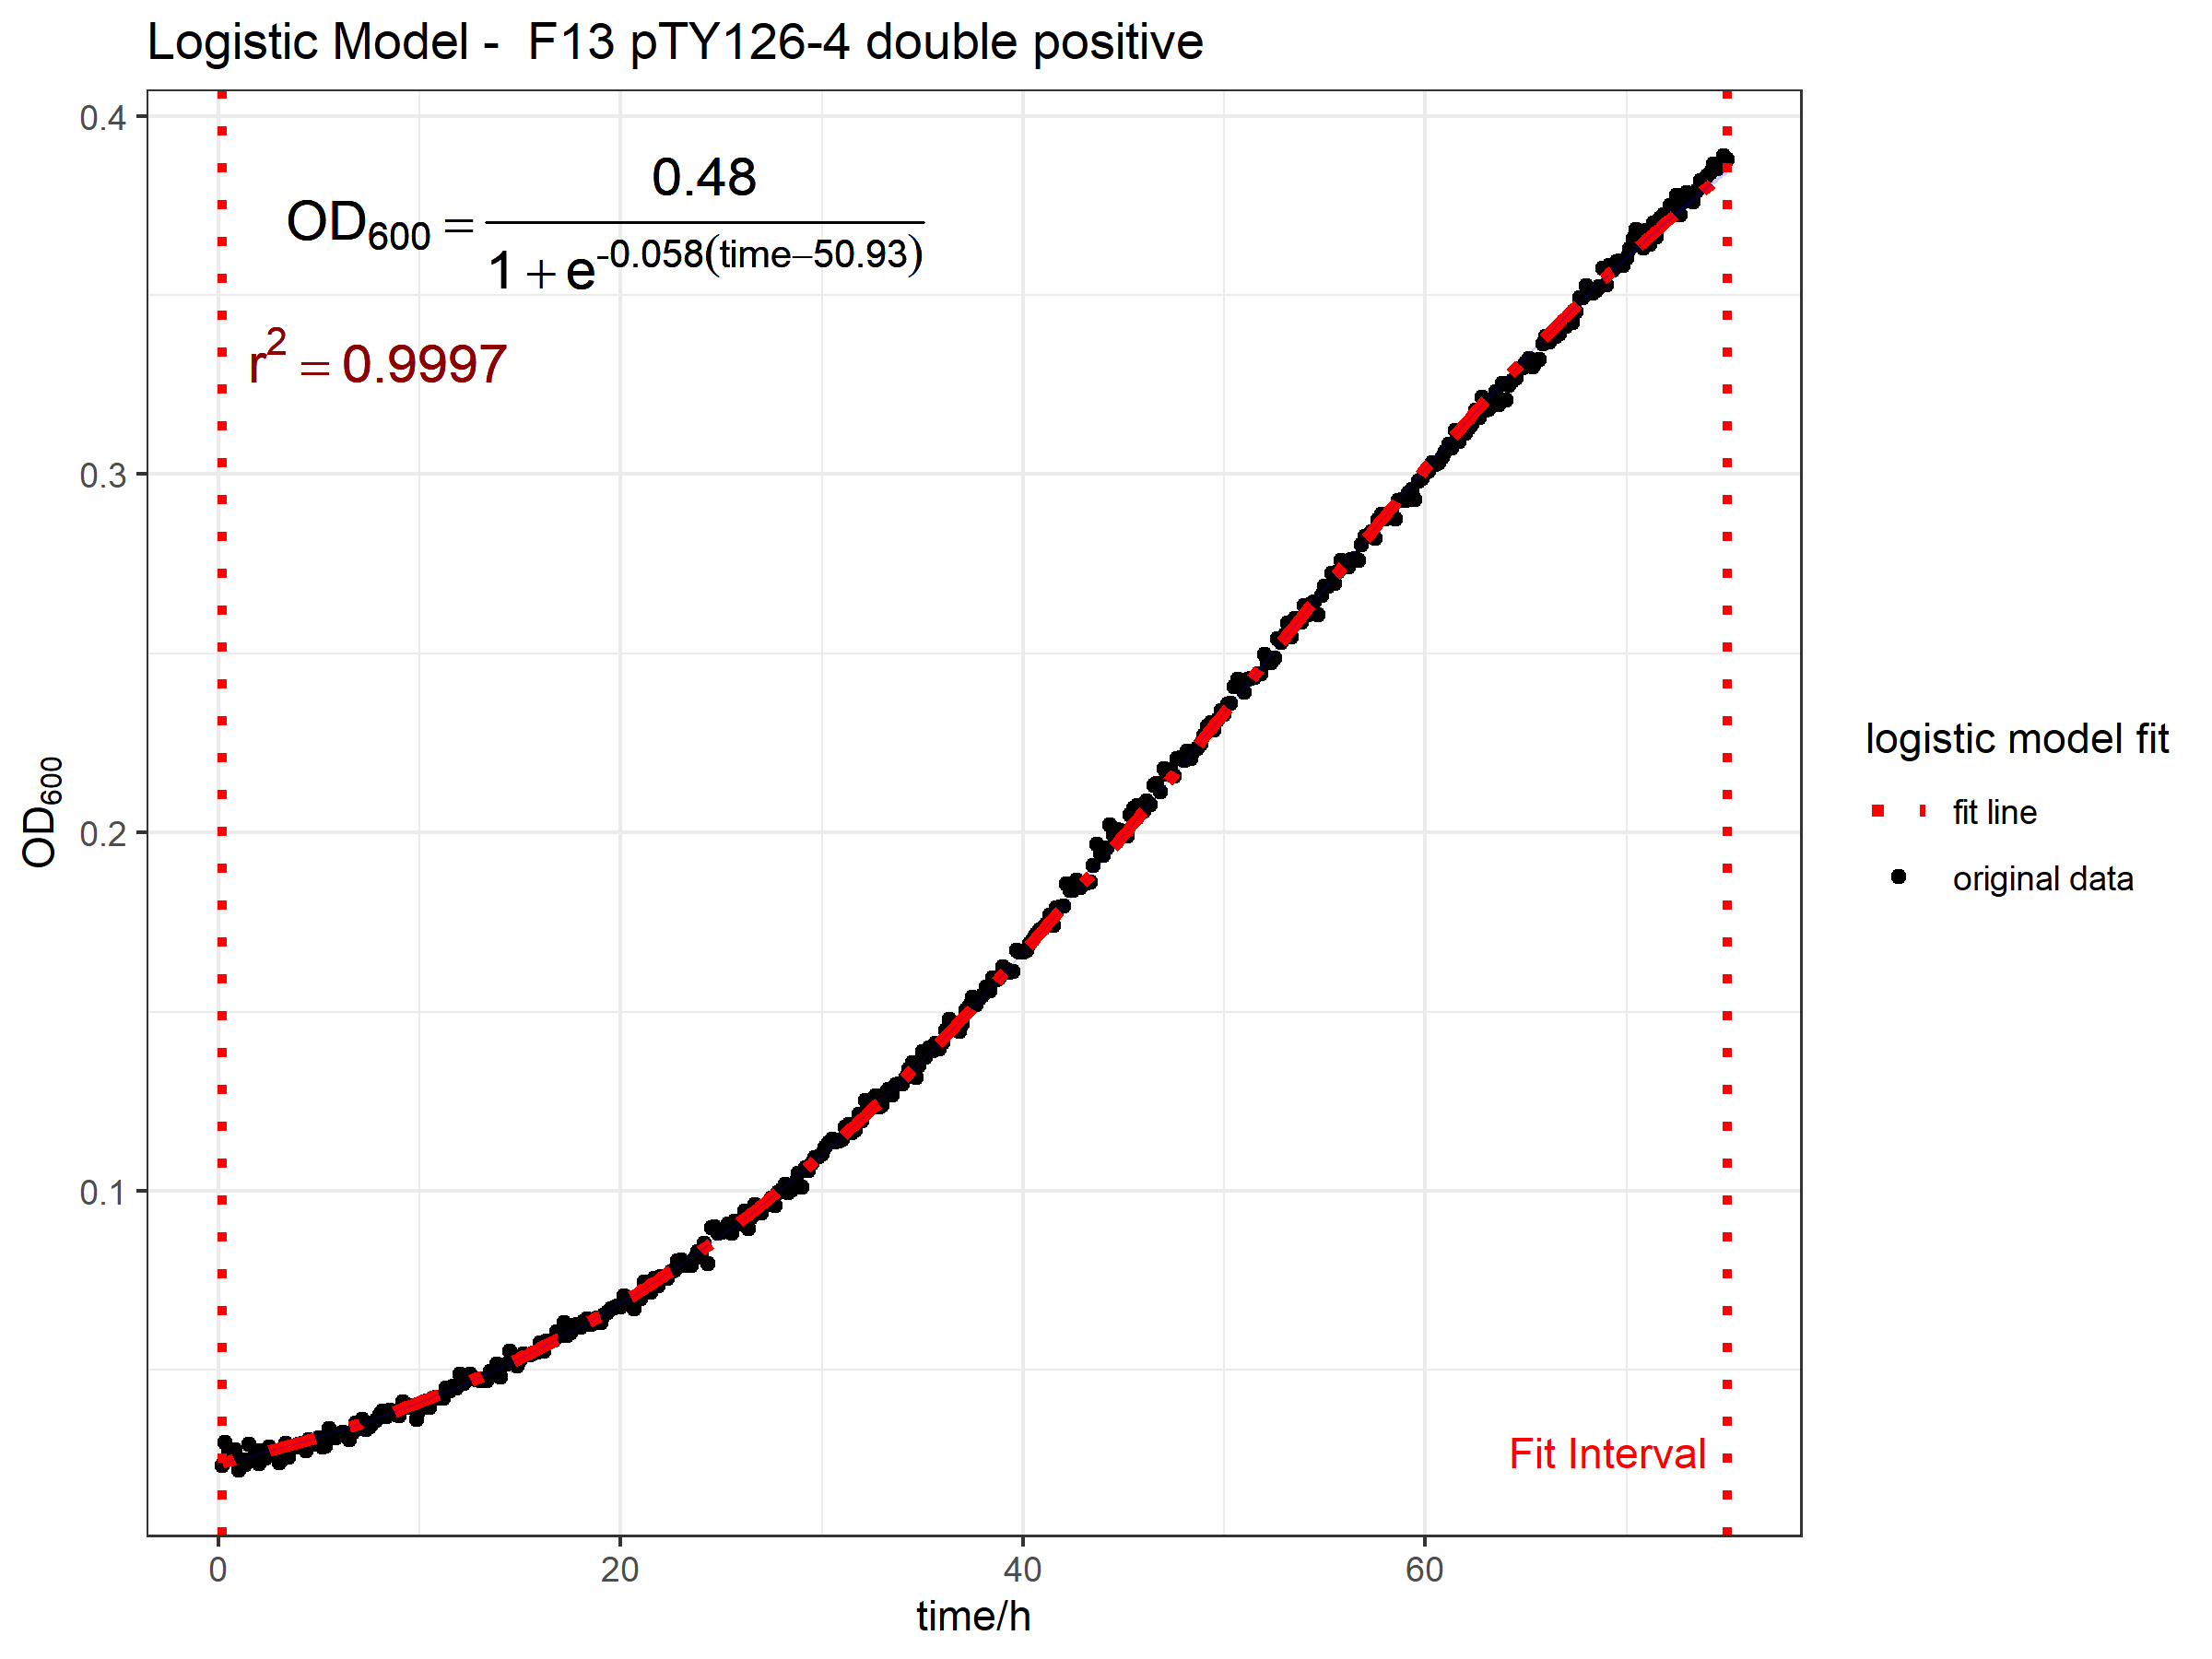 Logistic Model -  F13 pTY126-4 double positive
0.4
0.3
0.2
0.1
OD₆₀₀
OD₆₀₀ = 0.48 / 1 + e^-0.058(time−50.93)
r² = 0.9997
Fit Interval
0 20 40 60
time/h
logistic model fit
fit line
original data